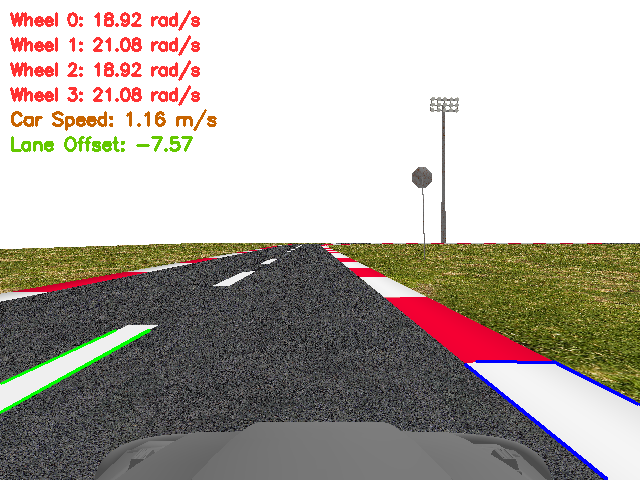 Wheel 0: 18.92 rad/s
Wheel 1: 21.08 rad/s
Wheel 2: 18.92 rad/s
Wheel 3: 21.08 rad/s
Car Speed: 1.16 m/s
Lane Offset: -7.57